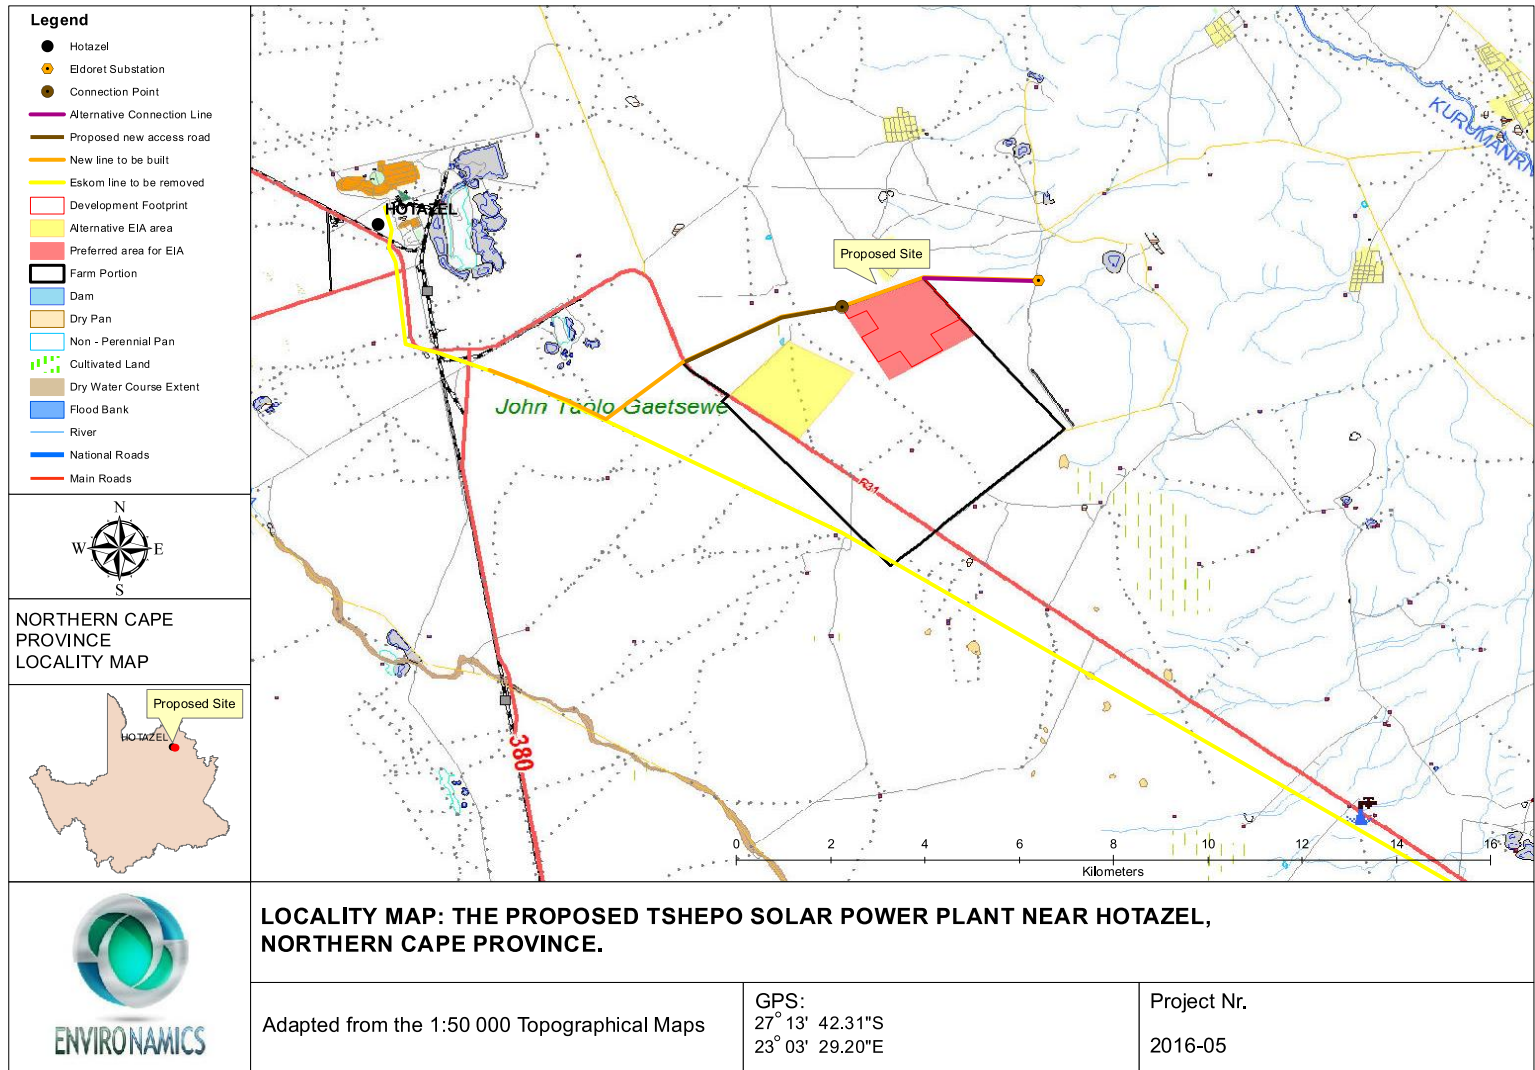 Legend
Hotazel
Eldoret Substation
Connection Point
Alternative Connection Line
Proposed new access road
New line to be built
Eskom line to be removed
Development Footprint
Alternative EIA area
Preferred area for EIA
Farm Portion
Dam
Dry Pan
Non - Perennial Pan
Cultivated Land
Dry Water Course Extent
Flood Bank
River
National Roads
Main Roads
N
W
E
S
NORTHERN CAPE
PROVINCE
LOCALITY MAP
Proposed Site
HOTAZEL
ENVIRONAMICS
HOTAZEL
Proposed Site
KURUMANRIV
John Taolo Gaetsewe
R31
380
0 2 4 6 8 10 12 14 16
Kilometers
LOCALITY MAP: THE PROPOSED TSHEPO SOLAR POWER PLANT NEAR HOTAZEL,
NORTHERN CAPE PROVINCE.
Adapted from the 1:50 000 Topographical Maps
GPS:
27° 13' 42.31"S
23° 03' 29.20"E
Project Nr.
2016-05